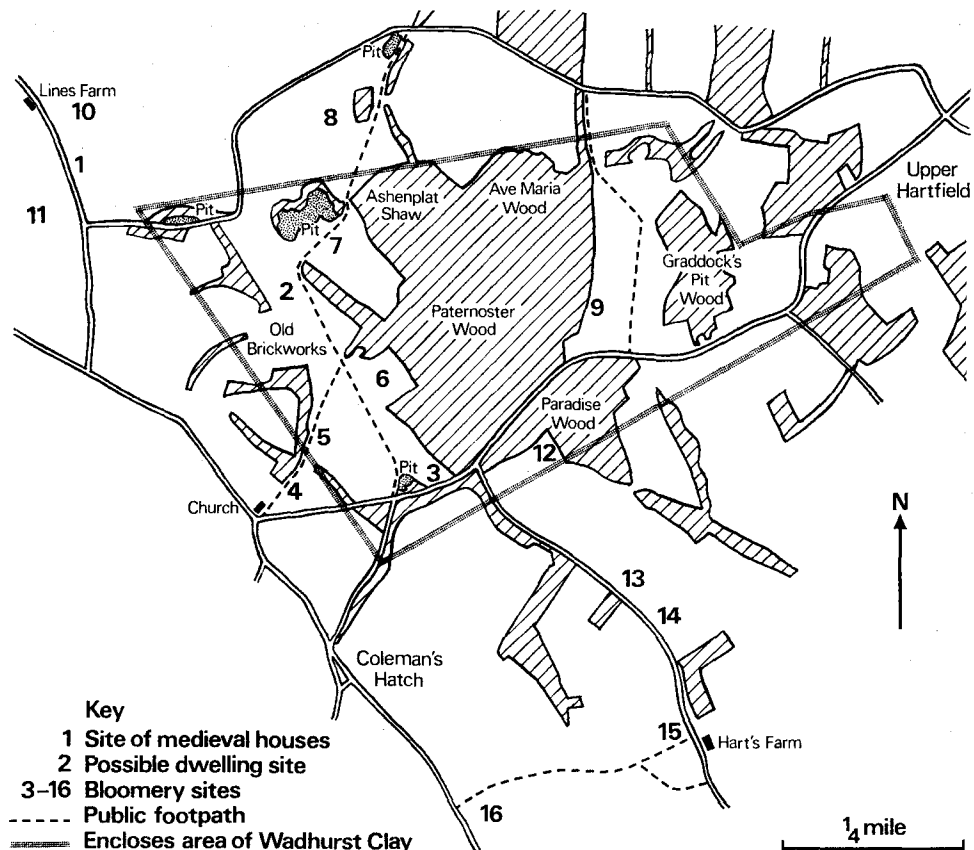 Pit
Lines Farm
10
8
1
Ashenplat
Shaw
Ave Maria
Wood
Upper
Hartfield
11
Pit
Pit
7
Graddock's
Pit
Wood
2
9
Paternoster
Wood
Old
Brickworks
6
Paradise
Wood
5
12
Pit
3
4
Church
N
13
14
Coleman's
Hatch
15
Hart's Farm
16
Key
1 Site of medieval houses
2 Possible dwelling site
3–16 Bloomery sites
Public footpath
Encloses area of Wadhurst Clay
1/4 mile